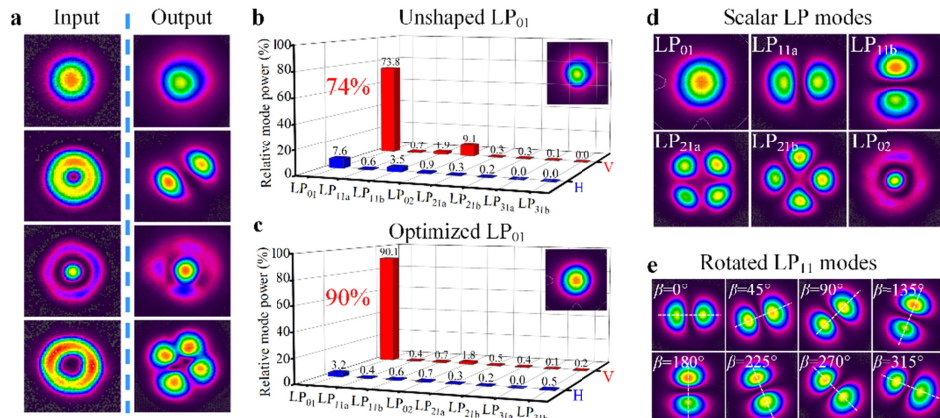 a
Input
Output
b
Unshaped LP01
Relative mode power (%)
100
80
60
40
20
0
74%
73.8
0.7
1.9
9.1
0.3
0.3
0.1
0.0
7.6
0.6
3.5
0.9
0.3
0.2
0.0
0.0
LP01
LP11a
LP11b
LP02
LP21a
LP21b
LP31a
LP31b
H
V
c
Optimized LP01
Relative mode power (%)
100
80
60
40
20
0
90%
90.1
0.4
0.7
1.8
0.5
0.4
0.1
0.2
3.2
0.4
0.6
0.7
0.3
0.2
0.0
0.5
LP01
LP11a
LP11b
LP02
LP21a
LP21b
LP31a
LP31b
H
V
d
Scalar LP modes
LP01
LP11a
LP11b
LP21a
LP21b
LP02
e
Rotated LP11 modes
β=0°
β=45°
β=90°
β=135°
β=180°
β=225°
β=270°
β=315°